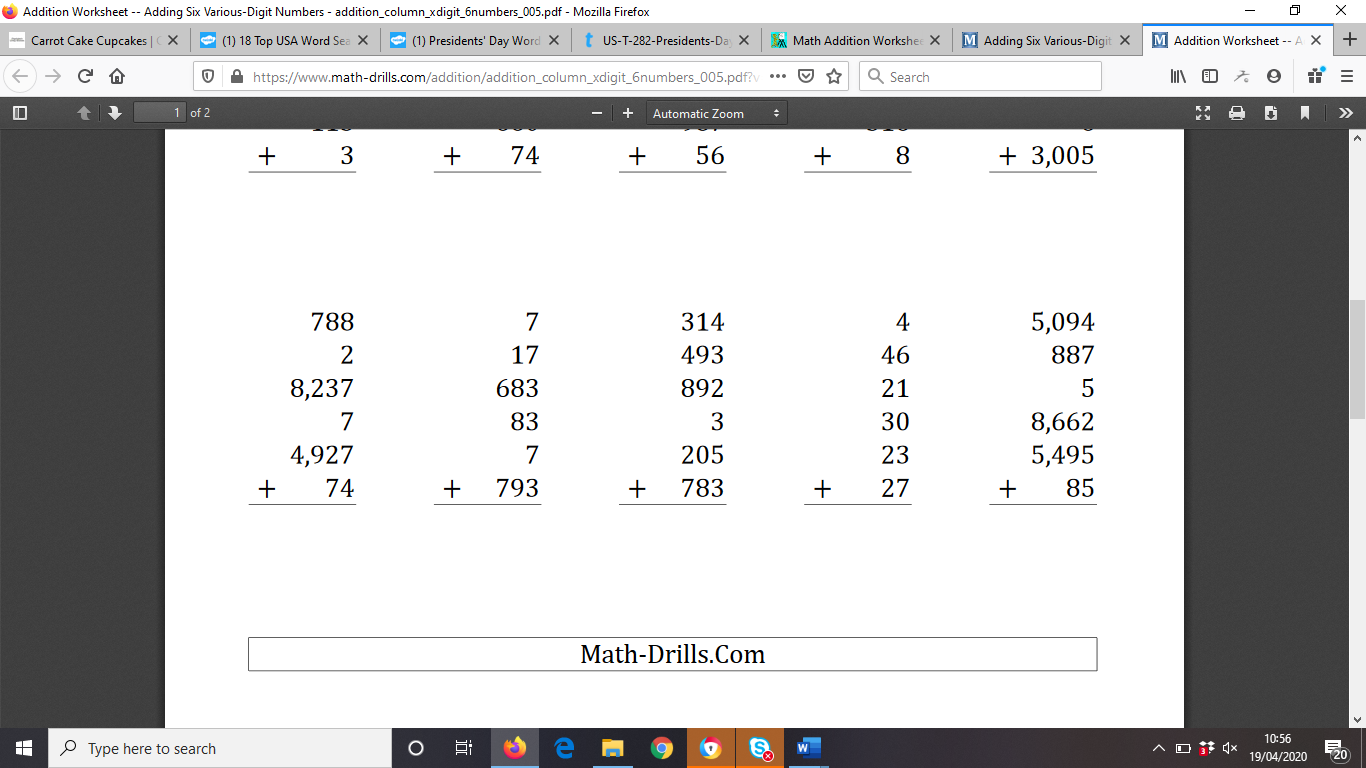 Addition Worksheet -- Adding Six Various-Digit Numbers - addition_column_xdigit_6numbers_005.pdf - Mozilla Firefox
Carrot Cake Cupcakes | (1) 18 Top USA Word Sea (1) Presidents' Day Word US-T-282-Presidents-Da Math Addition Workshee Adding Six Various-Digit Addition Worksheet -- A
https://www.math-drills.com/addition/addition_column_xdigit_6numbers_005.pdf?v Search
1 of 2 Automatic Zoom
+ 3 + 74 + 56 + 8 + 3,005
788 7 314 4 5,094
2 17 493 46 887
8,237 683 892 21 5
7 83 3 30 8,662
4,927 7 205 23 5,495
+ 74 + 793 + 783 + 27 + 85
Math-Drills.Com
Type here to search
10:56
19/04/2020
20